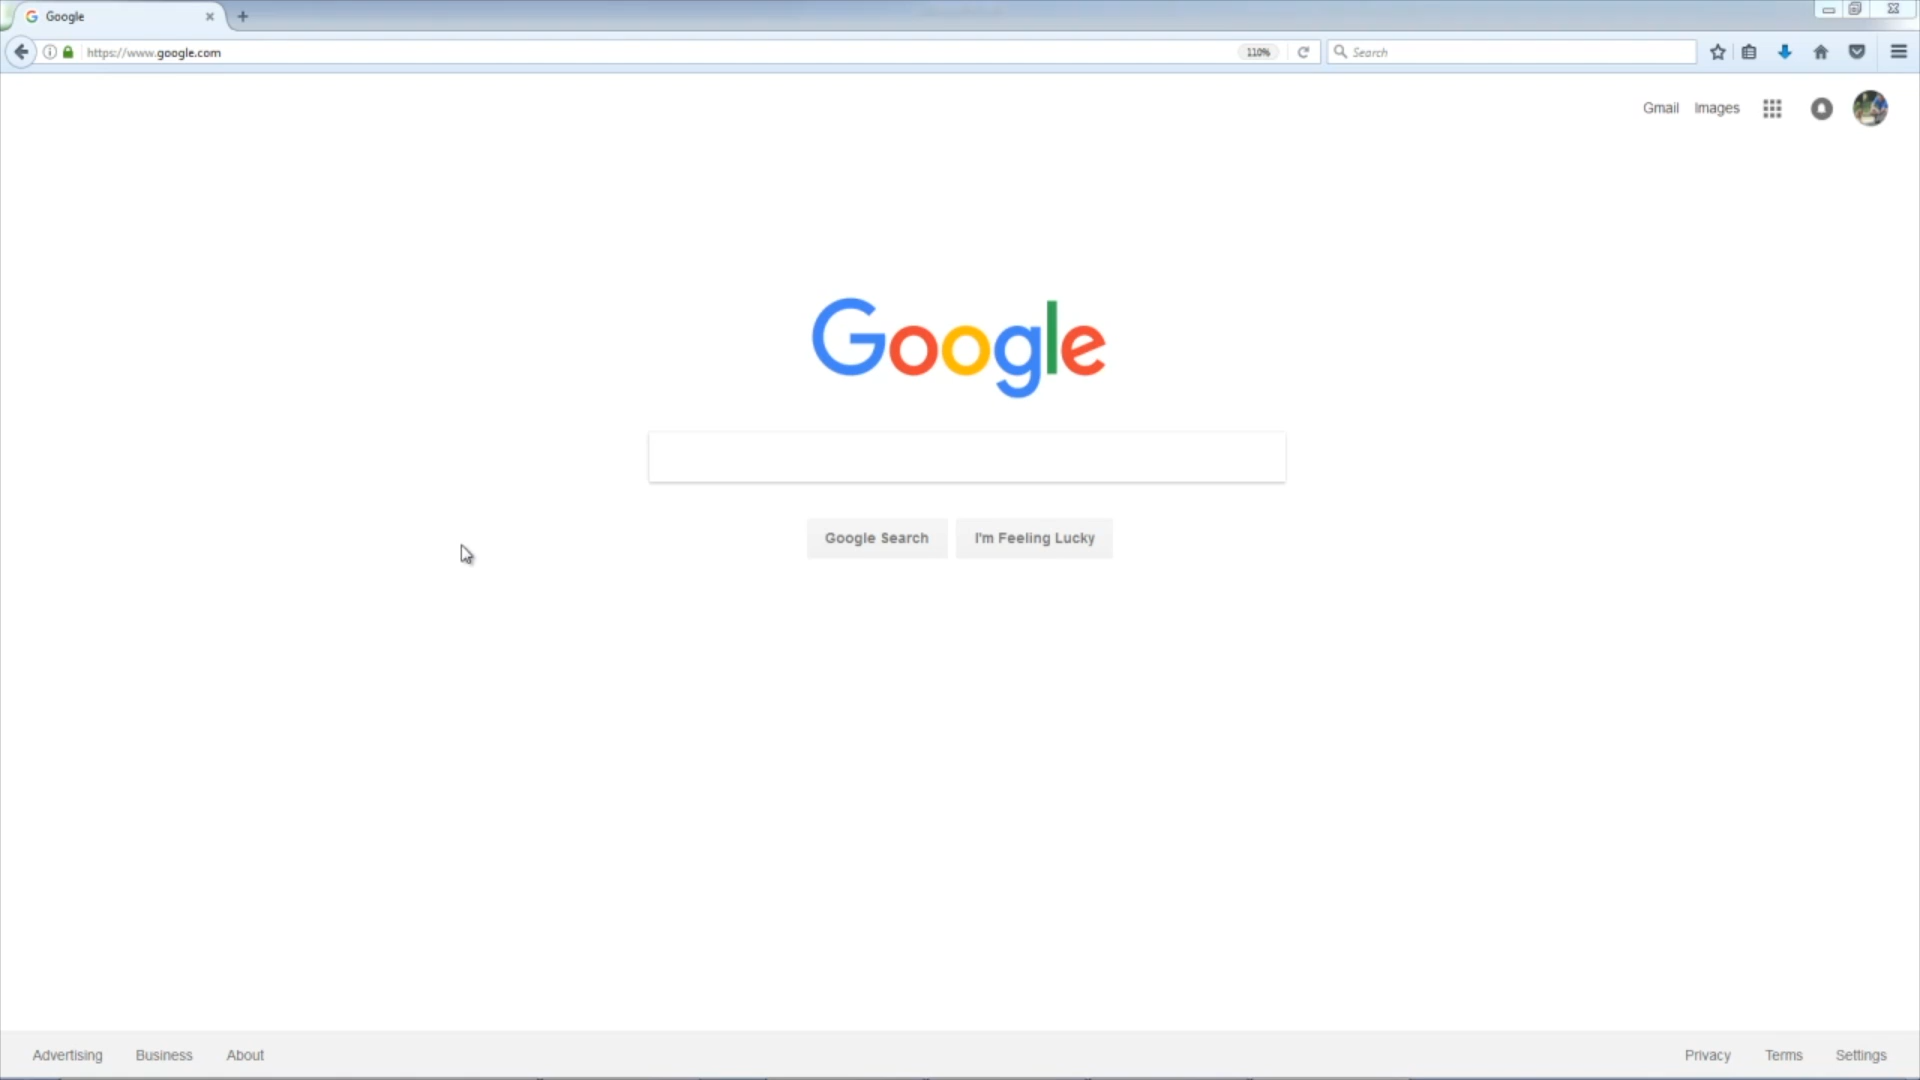 Google
https://www.google.com
110%
Search
Gmail Images
Google
Google Search I'm Feeling Lucky
Advertising Business About Privacy Terms Settings